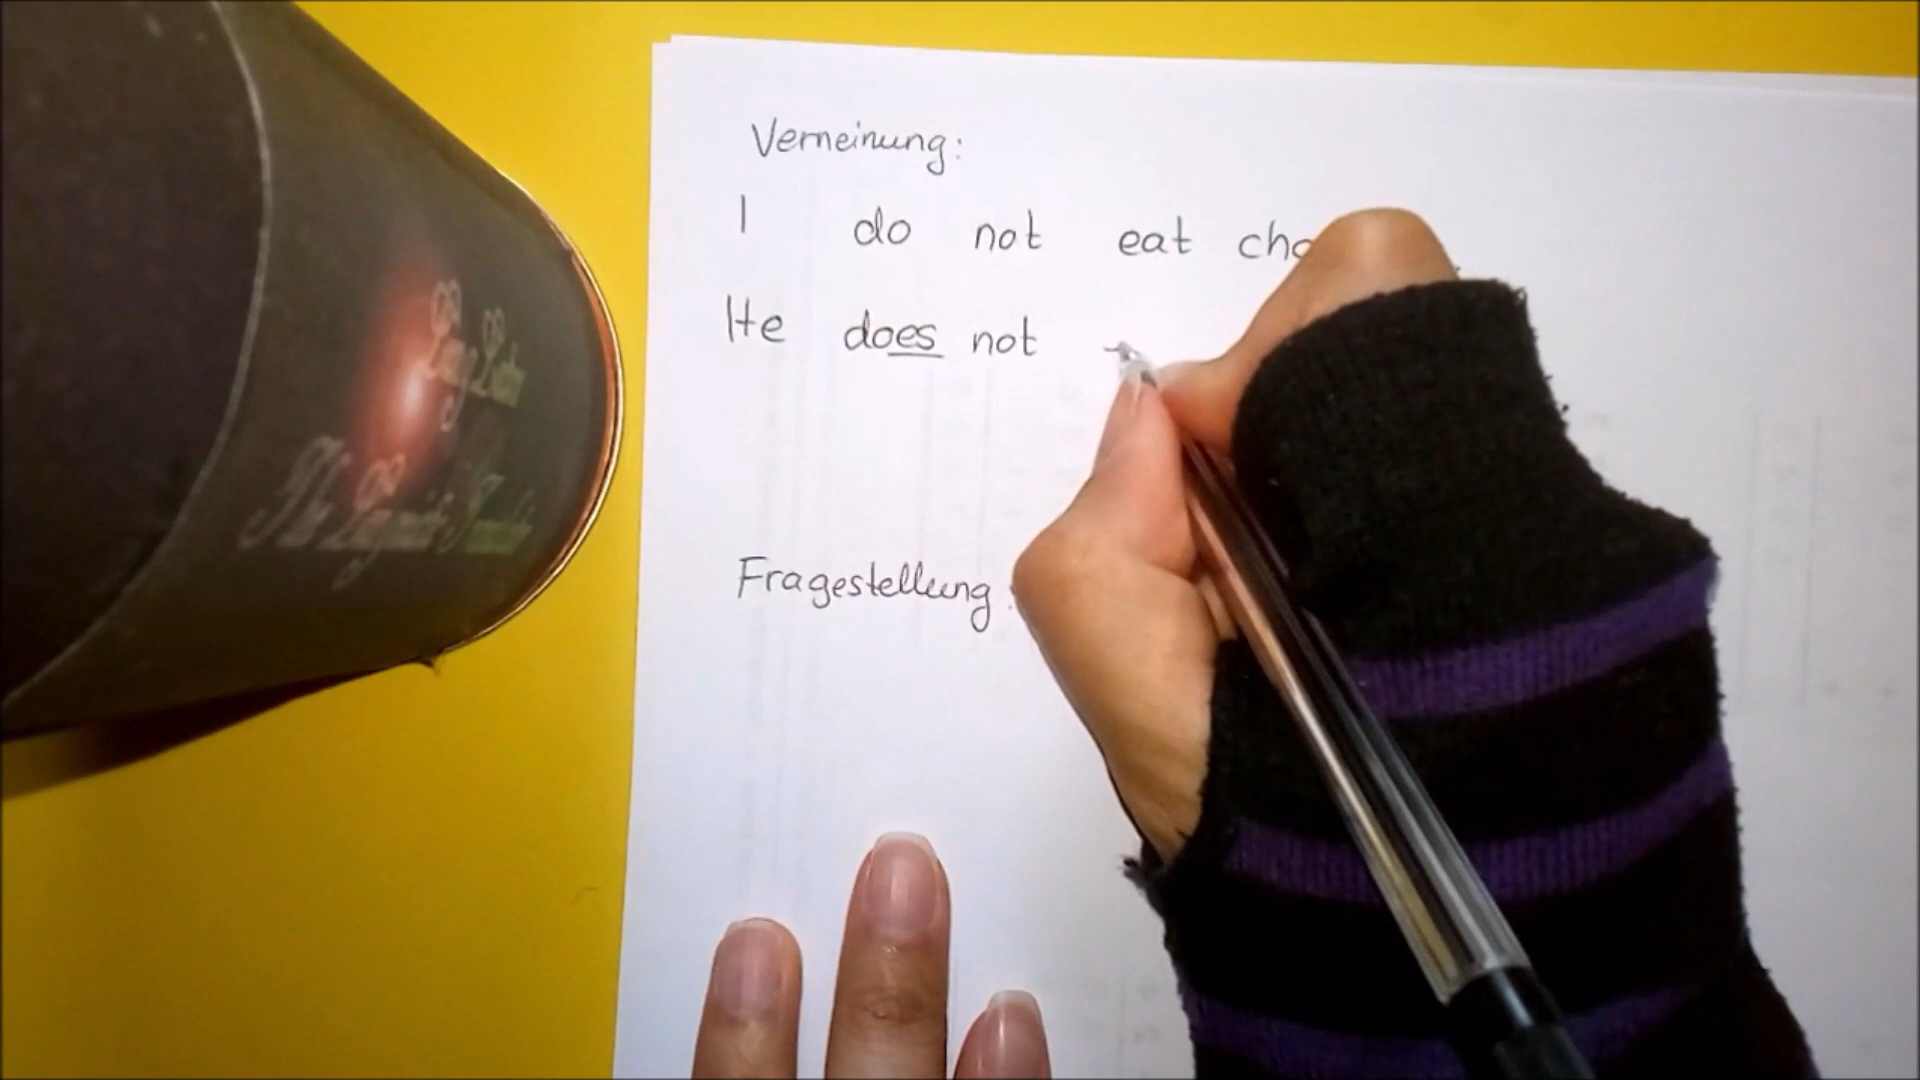 Verneinung:
I do not eat cho
He does not
Fragestellung: